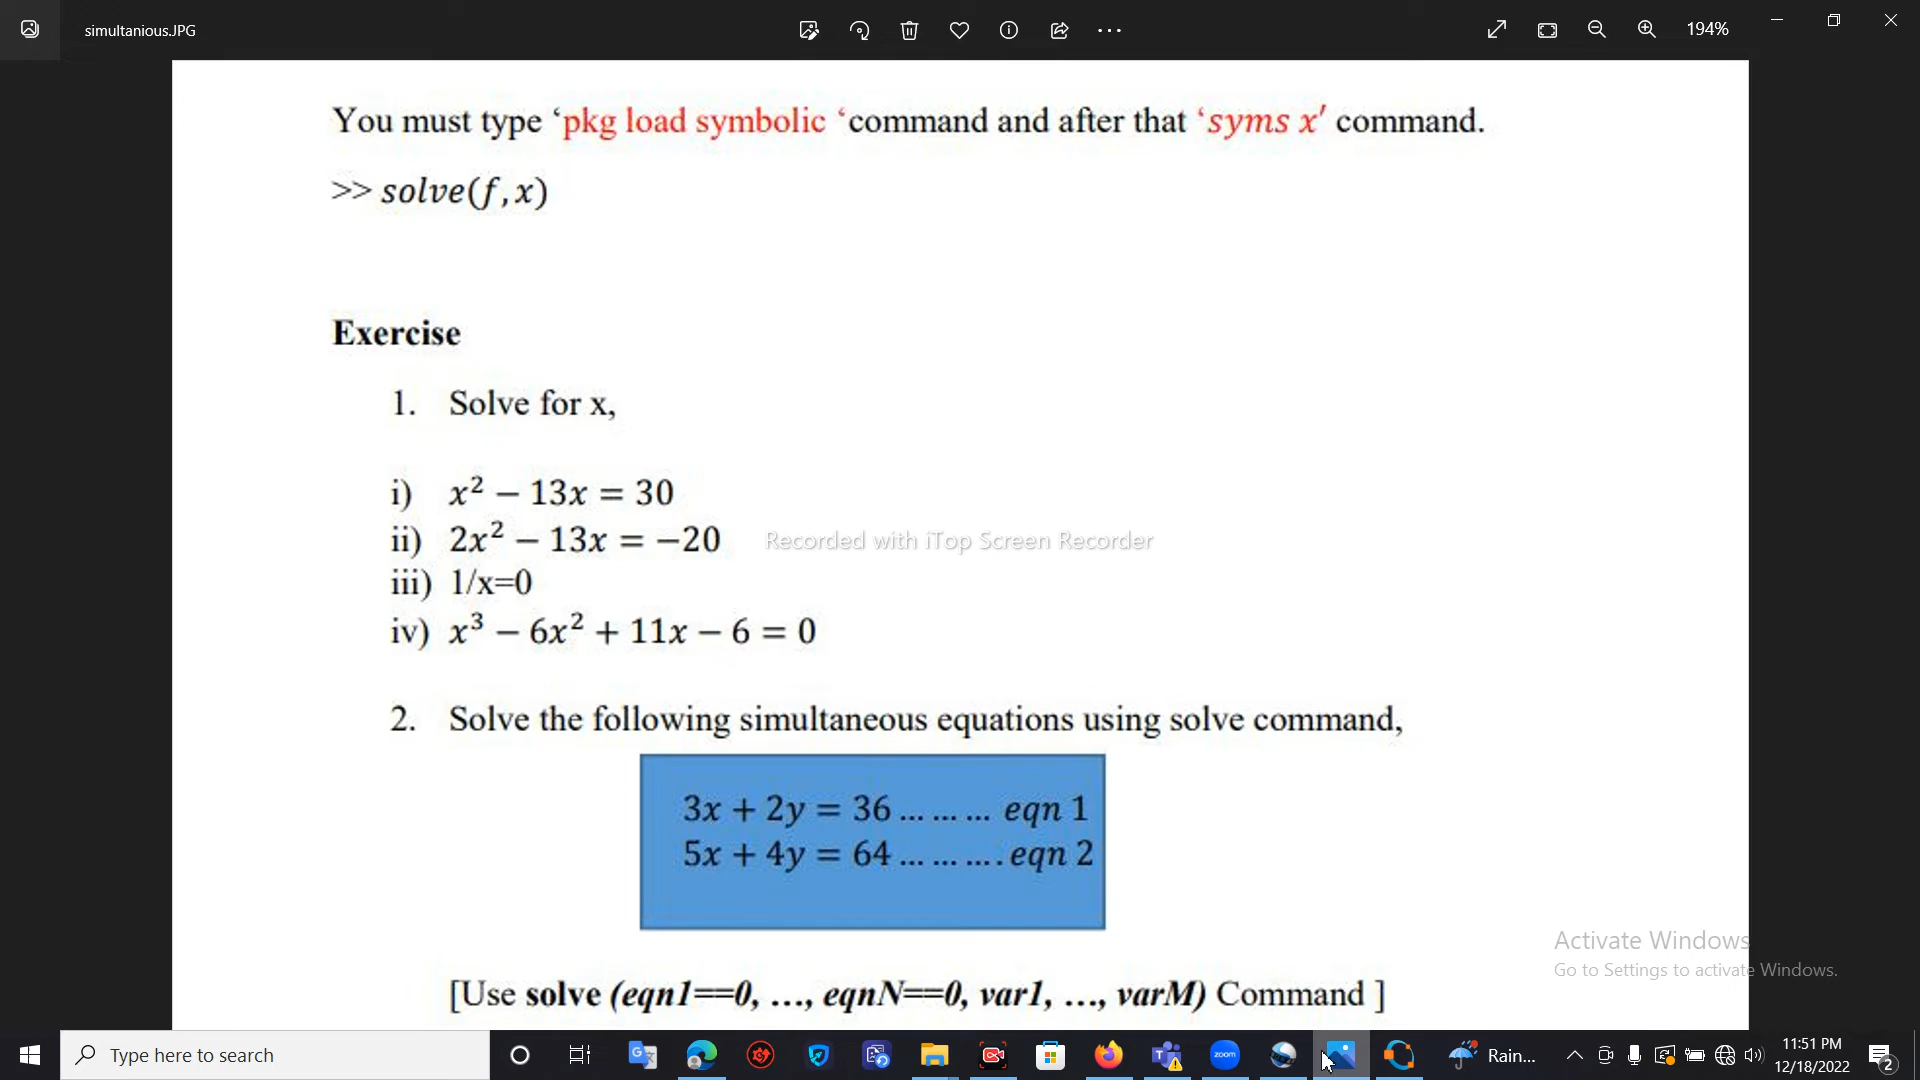 simultanious.JPG
194%
You must type ‘pkg load symbolic ‘command and after that ‘syms x′ command.
>> solve(f,x)
Exercise
1. Solve for x,
i) x² − 13x = 30
ii) 2x² − 13x = −20
Recorded with iTop Screen Recorder
iii) 1/x=0
iv) x³ − 6x² + 11x − 6 = 0
2. Solve the following simultaneous equations using solve command,
3x + 2y = 36 ... ... ... eqn 1
5x + 4y = 64 ... ... .... eqn 2
[Use solve (eqn1==0, …, eqnN==0, var1, …, varM) Command ]
Activate Windows
Go to Settings to activate Windows.
Type here to search
zoom
Rain...
11:51 PM
12/18/2022
2